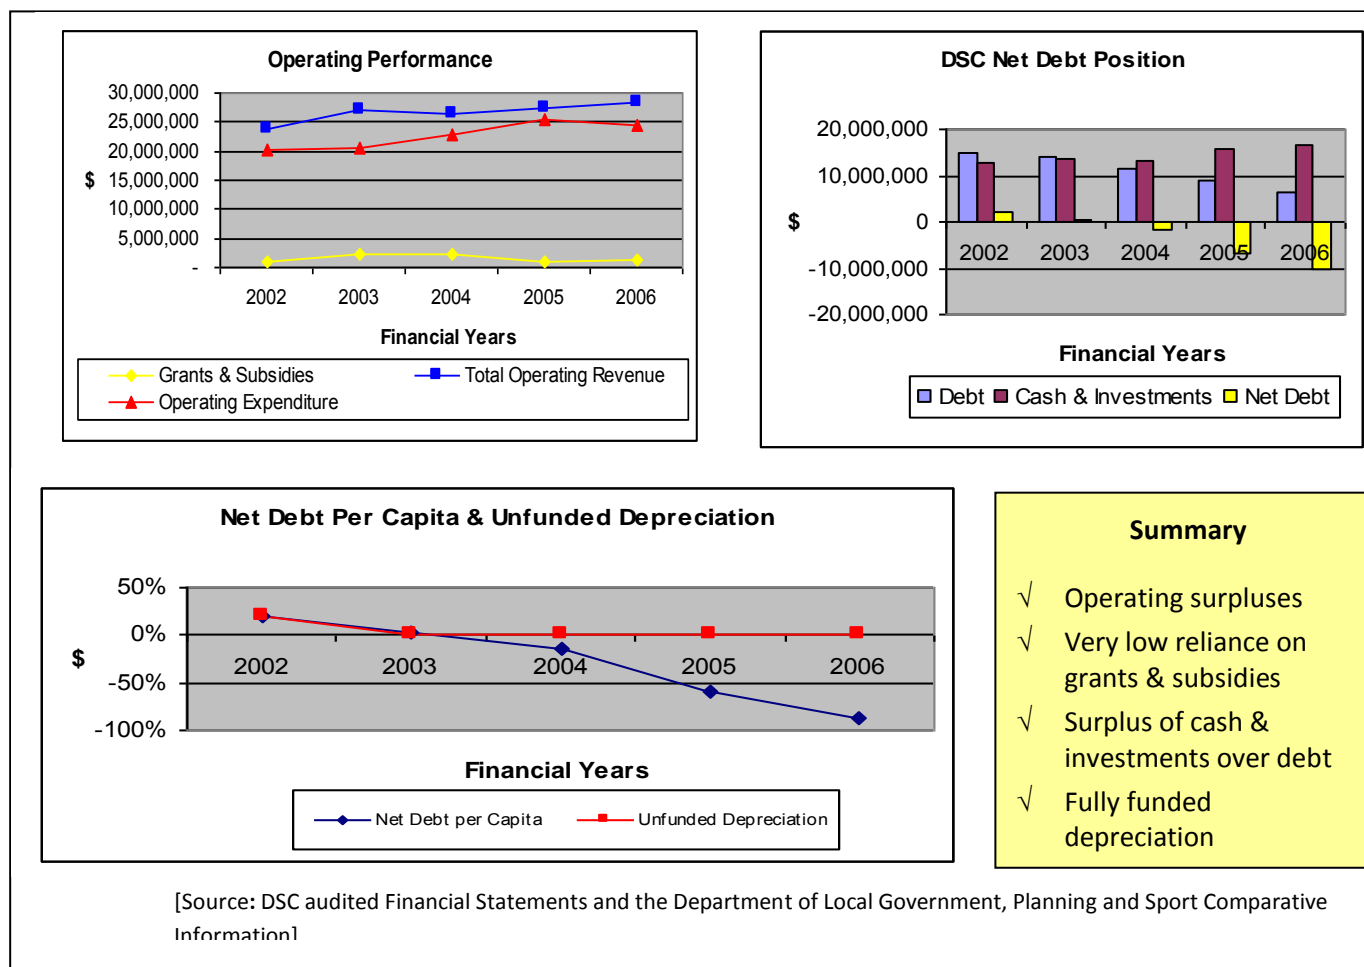 Operating Performance
30,000,000
25,000,000
20,000,000
15,000,000
10,000,000
5,000,000
-
$
2002 2003 2004 2005 2006
Financial Years
Grants & Subsidies Total Operating Revenue
Operating Expenditure
DSC Net Debt Position
20,000,000
10,000,000
0
-10,000,000
-20,000,000
$
2002 2003 2004 2005 2006
Financial Years
Debt Cash & Investments Net Debt
Net Debt Per Capita & Unfunded Depreciation
50%
0%
-50%
-100%
$
2002 2003 2004 2005 2006
Financial Years
Net Debt per Capita Unfunded Depreciation
Summary
√ Operating surpluses
√ Very low reliance on
grants & subsidies
√ Surplus of cash &
investments over debt
√ Fully funded
depreciation
[Source: DSC audited Financial Statements and the Department of Local Government, Planning and Sport Comparative
Information]